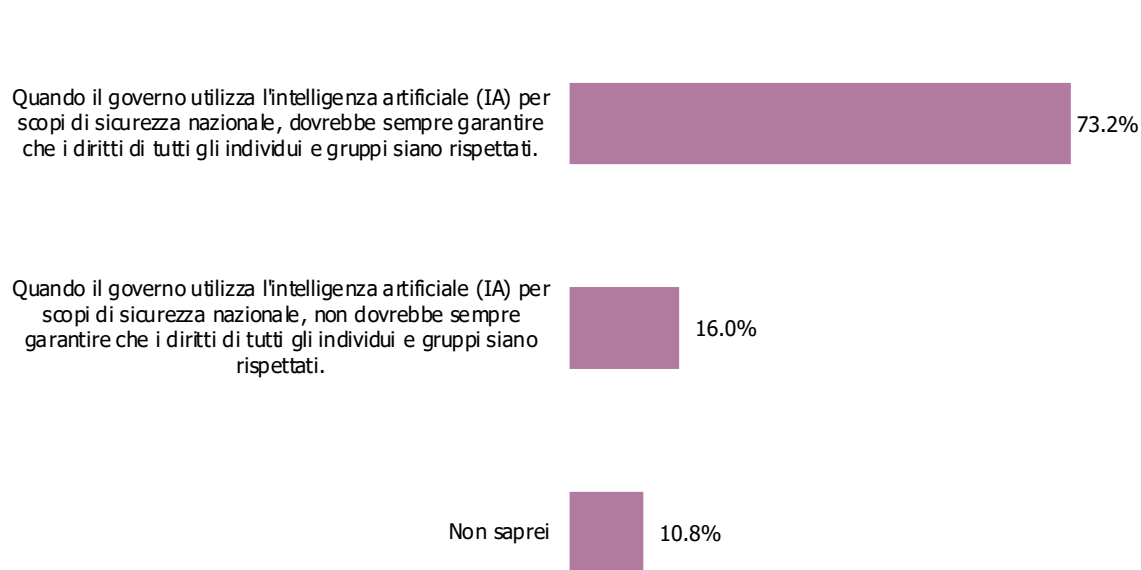 Quando il governo utilizza l'intelligenza artificiale (IA) per
scopi di sicurezza nazionale, dovrebbe sempre garantire
che i diritti di tutti gli individui e gruppi siano rispettati.
73.2%
Quando il governo utilizza l'intelligenza artificiale (IA) per
scopi di sicurezza nazionale, non dovrebbe sempre
garantire che i diritti di tutti gli individui e gruppi siano
rispettati.
16.0%
Non saprei
10.8%